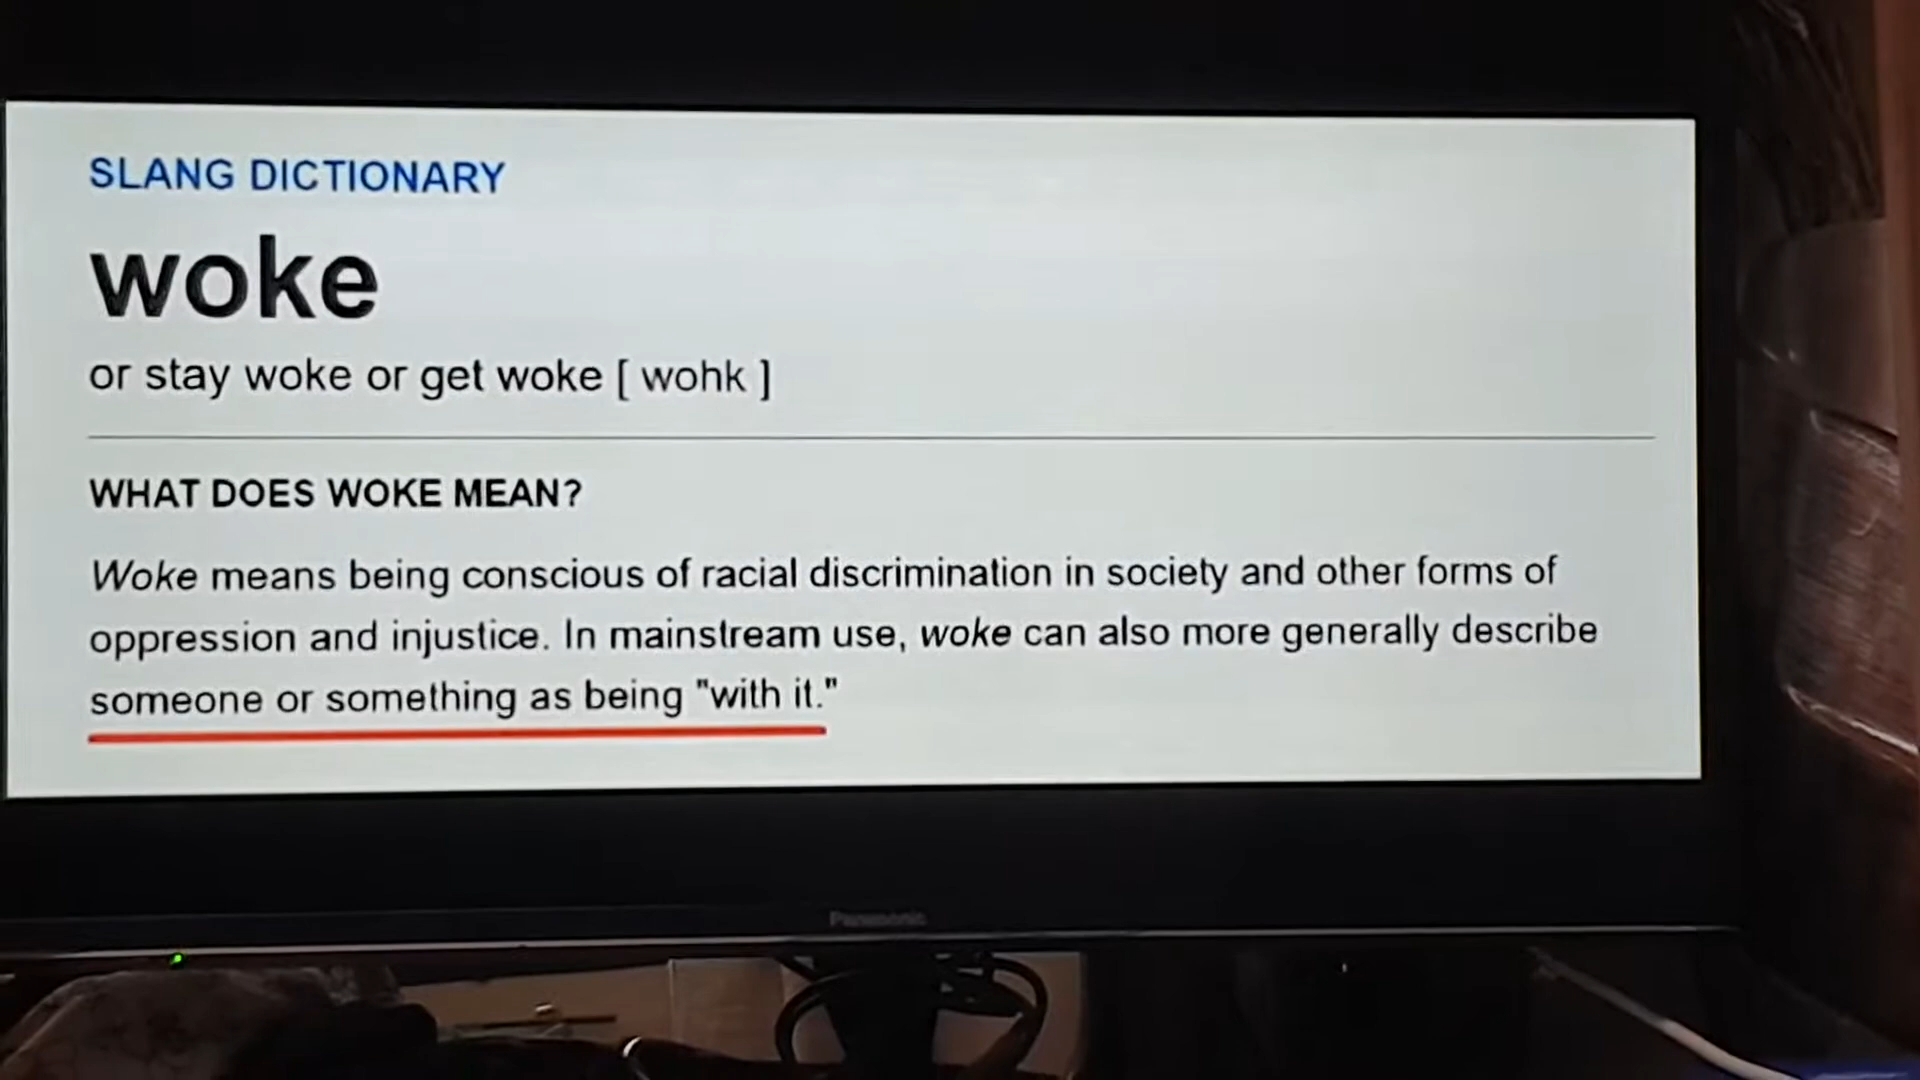 SLANG DICTIONARY
woke
or stay woke or get woke [ wohk ]
WHAT DOES WOKE MEAN?
Woke means being conscious of racial discrimination in society and other forms of
oppression and injustice. In mainstream use, woke can also more generally describe
someone or something as being "with it."
Panasonic